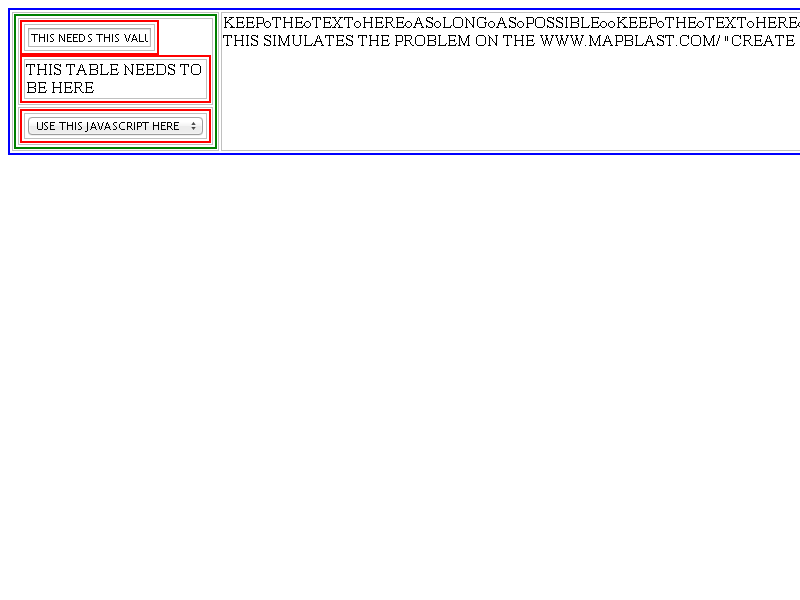 THIS NEEDS THIS VALU
THIS TABLE NEEDS TO
BE HERE
USE THIS JAVASCRIPT HERE
KEEPoTHEoTEXToHEREoASoLONGoASoPOSSIBLEooKEEPoTHEoTEXToHEREo
THIS SIMULATES THE PROBLEM ON THE WWW.MAPBLAST.COM/ "CREATE